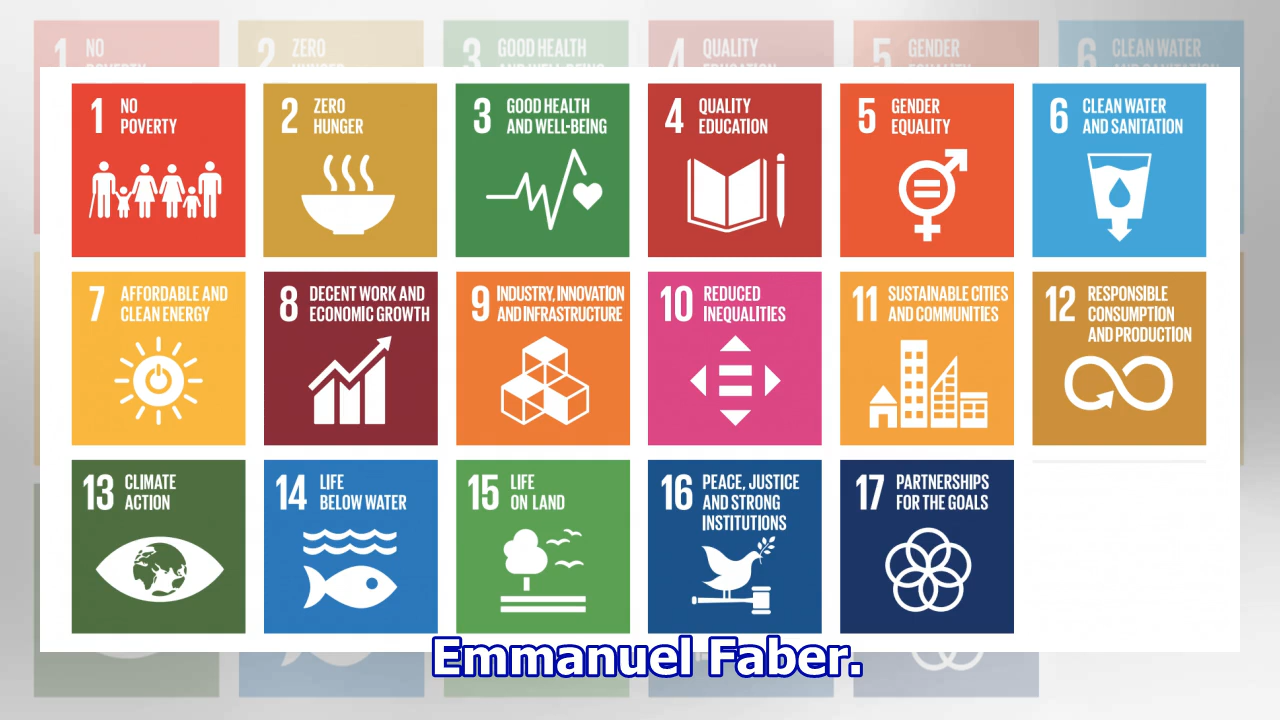 1 NO
POVERTY
2 ZERO
HUNGER
3 GOOD HEALTH
AND WELL-BEING
4 QUALITY
EDUCATION
5 GENDER
EQUALITY
6 CLEAN WATER
AND SANITATION
7 AFFORDABLE AND
CLEAN ENERGY
8 DECENT WORK AND
ECONOMIC GROWTH
9 INDUSTRY, INNOVATION
AND INFRASTRUCTURE
10 REDUCED
INEQUALITIES
11 SUSTAINABLE CITIES
AND COMMUNITIES
12 RESPONSIBLE
CONSUMPTION
AND PRODUCTION
13 CLIMATE
ACTION
14 LIFE
BELOW WATER
15 LIFE
ON LAND
16 PEACE, JUSTICE
AND STRONG
INSTITUTIONS
17 PARTNERSHIPS
FOR THE GOALS
Emmanuel Faber.